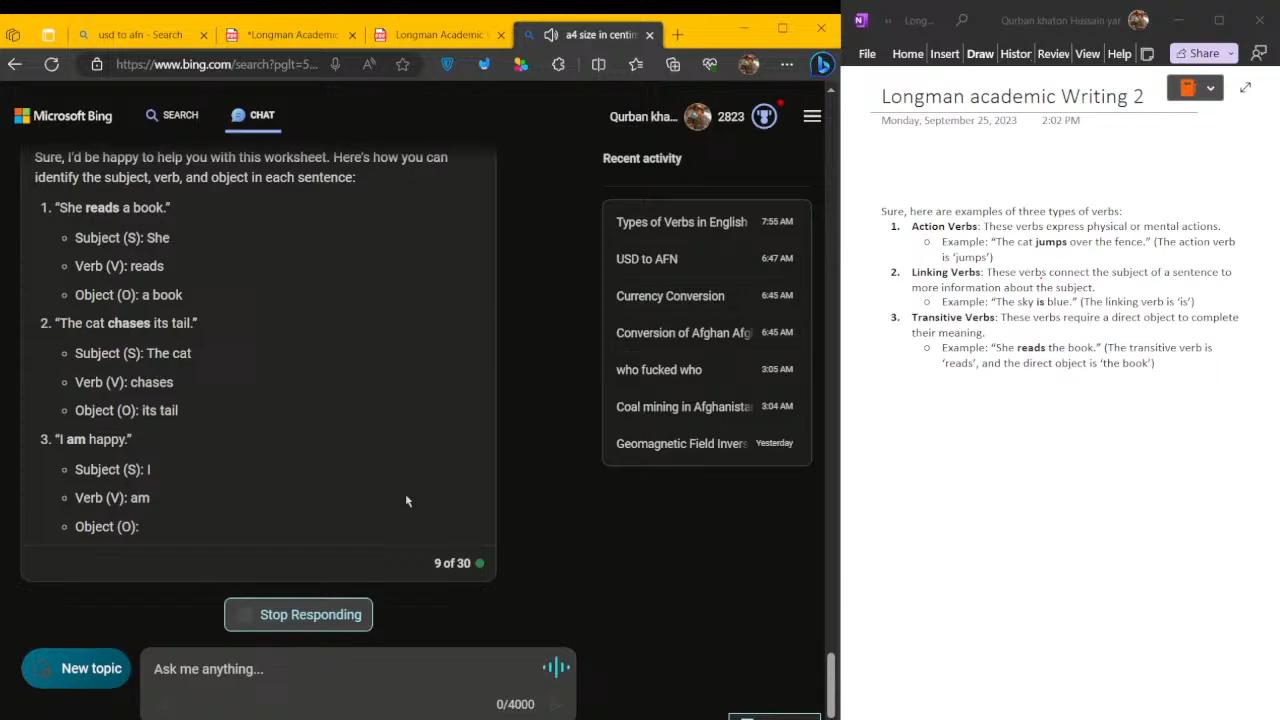 usd to afn - Search
*Longman Academic
Longman Academic
a4 size in centim
https://www.bing.com/search?pglt=5...
Microsoft Bing
SEARCH
CHAT
Qurban kha...
2823
Sure, I'd be happy to help you with this worksheet. Here's how you can
identify the subject, verb, and object in each sentence:
1. "She reads a book."
Subject (S): She
Verb (V): reads
Object (O): a book
2. "The cat chases its tail."
Subject (S): The cat
Verb (V): chases
Object (O): its tail
3. "I am happy."
Subject (S): I
Verb (V): am
Object (O):
9 of 30
Stop Responding
New topic
Ask me anything...
0/4000
Recent activity
Types of Verbs in English 7:55 AM
USD to AFN 6:47 AM
Currency Conversion 6:45 AM
Conversion of Afghan Afg 6:45 AM
who fucked who 3:05 AM
Coal mining in Afghanista 3:04 AM
Geomagnetic Field Invers Yesterday
Long...
Qurban khaton Hussain yar
File Home Insert Draw Histor Review View Help
Share
Longman academic Writing 2
Monday, September 25, 2023 2:02 PM
Sure, here are examples of three types of verbs:
1. Action Verbs: These verbs express physical or mental actions.
Example: "The cat jumps over the fence." (The action verb
is 'jumps')
2. Linking Verbs: These verbs connect the subject of a sentence to
more information about the subject.
Example: "The sky is blue." (The linking verb is 'is')
3. Transitive Verbs: These verbs require a direct object to complete
their meaning.
Example: "She reads the book." (The transitive verb is
'reads', and the direct object is 'the book')